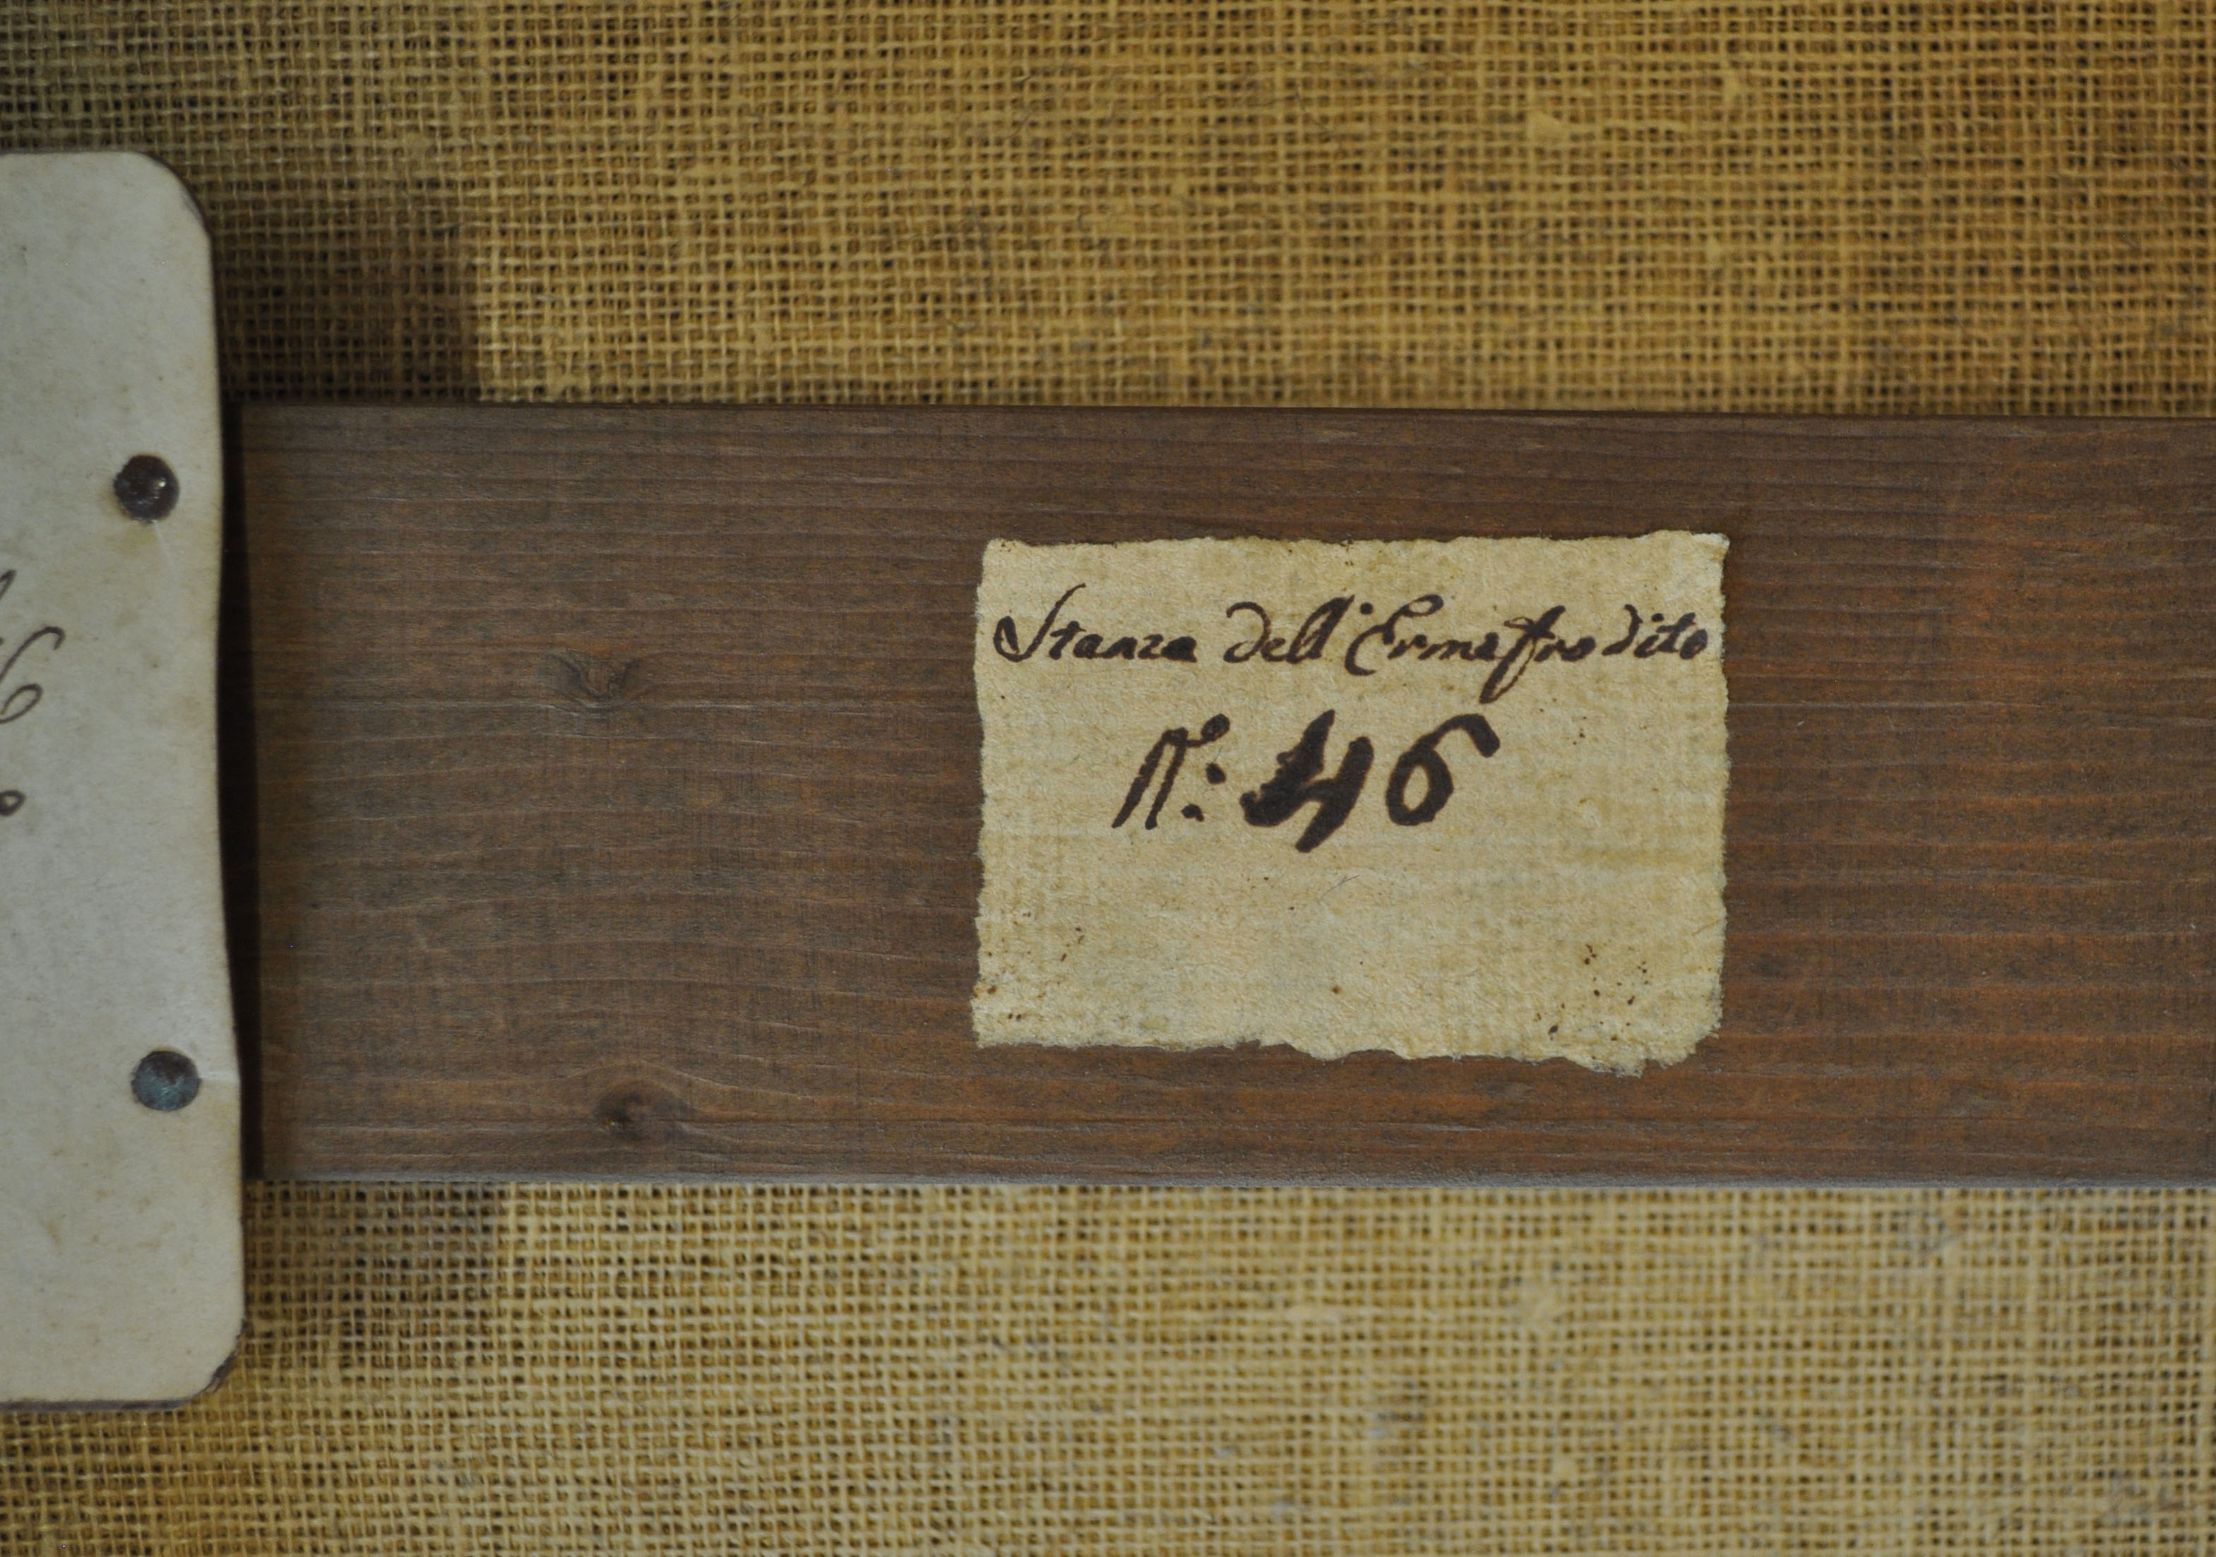 Stanza dell'Ermafrodito
N.º: 46